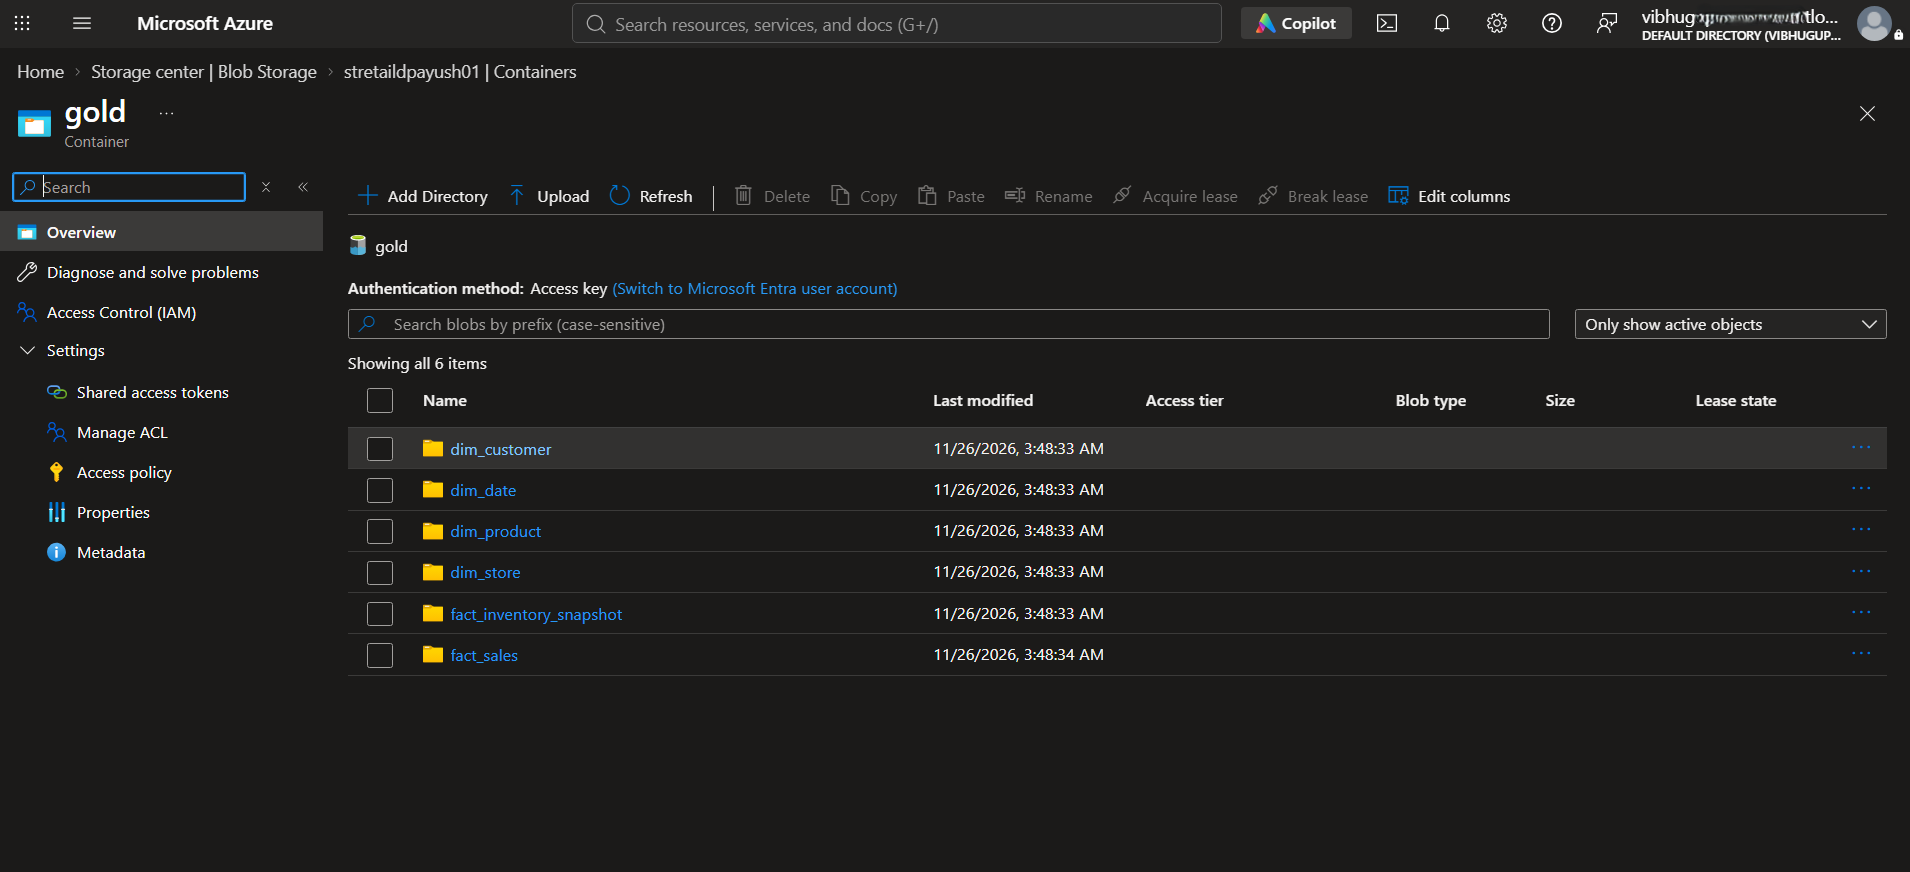 Microsoft Azure
Search resources, services, and docs (G+/)
Copilot
DEFAULT DIRECTORY (VIBHUGUP...
Home > Storage center | Blob Storage > stretaildpayush01 | Containers
gold ...
Container
Search
Overview
Diagnose and solve problems
Access Control (IAM)
Settings
Shared access tokens
Manage ACL
Access policy
Properties
Metadata
Add Directory Upload Refresh Delete Copy Paste Rename Acquire lease Break lease Edit columns
gold
Authentication method: Access key (Switch to Microsoft Entra user account)
Search blobs by prefix (case-sensitive) Only show active objects
Showing all 6 items
Name Last modified Access tier Blob type Size Lease state
dim_customer 11/26/2026, 3:48:33 AM
dim_date 11/26/2026, 3:48:33 AM
dim_product 11/26/2026, 3:48:33 AM
dim_store 11/26/2026, 3:48:33 AM
fact_inventory_snapshot 11/26/2026, 3:48:33 AM
fact_sales 11/26/2026, 3:48:34 AM